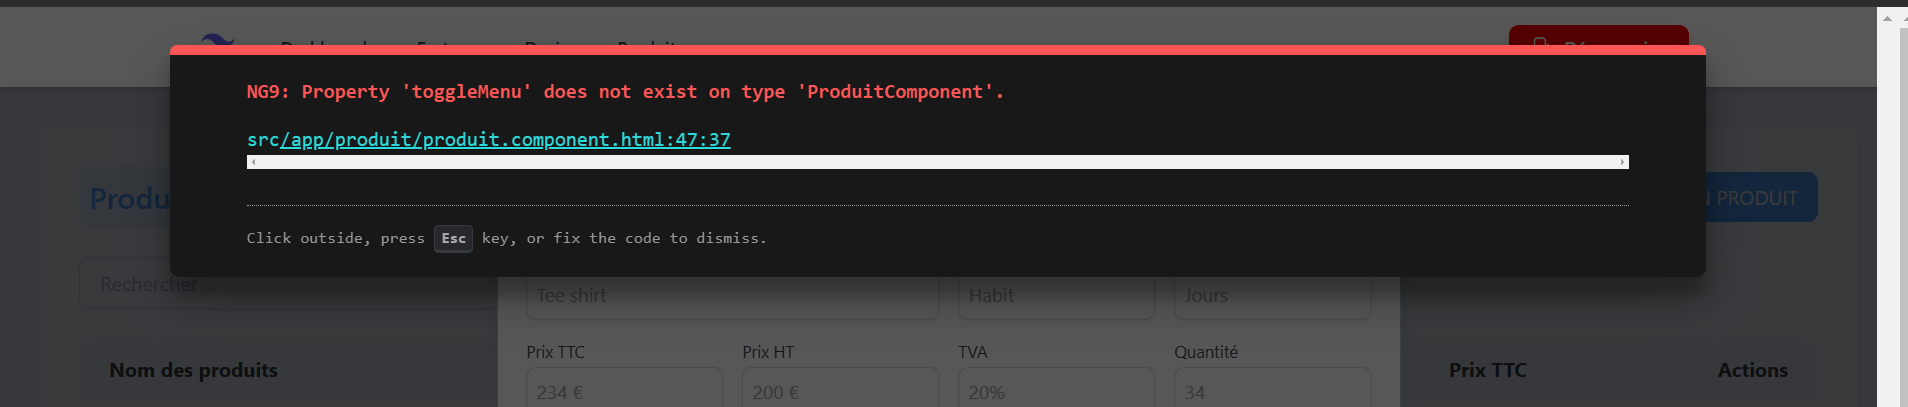 NG9: Property 'toggleMenu' does not exist on type 'ProduitComponent'.
src/app/produit/produit.component.html:47:37
Click outside, press Esc key, or fix the code to dismiss.
Produ
PRODUIT
Rechercher ...
Tee shirt
Habit
Jours
Prix TTC
Prix HT
TVA
Quantité
Nom des produits
Prix TTC
Actions
234 €
200 €
20%
34